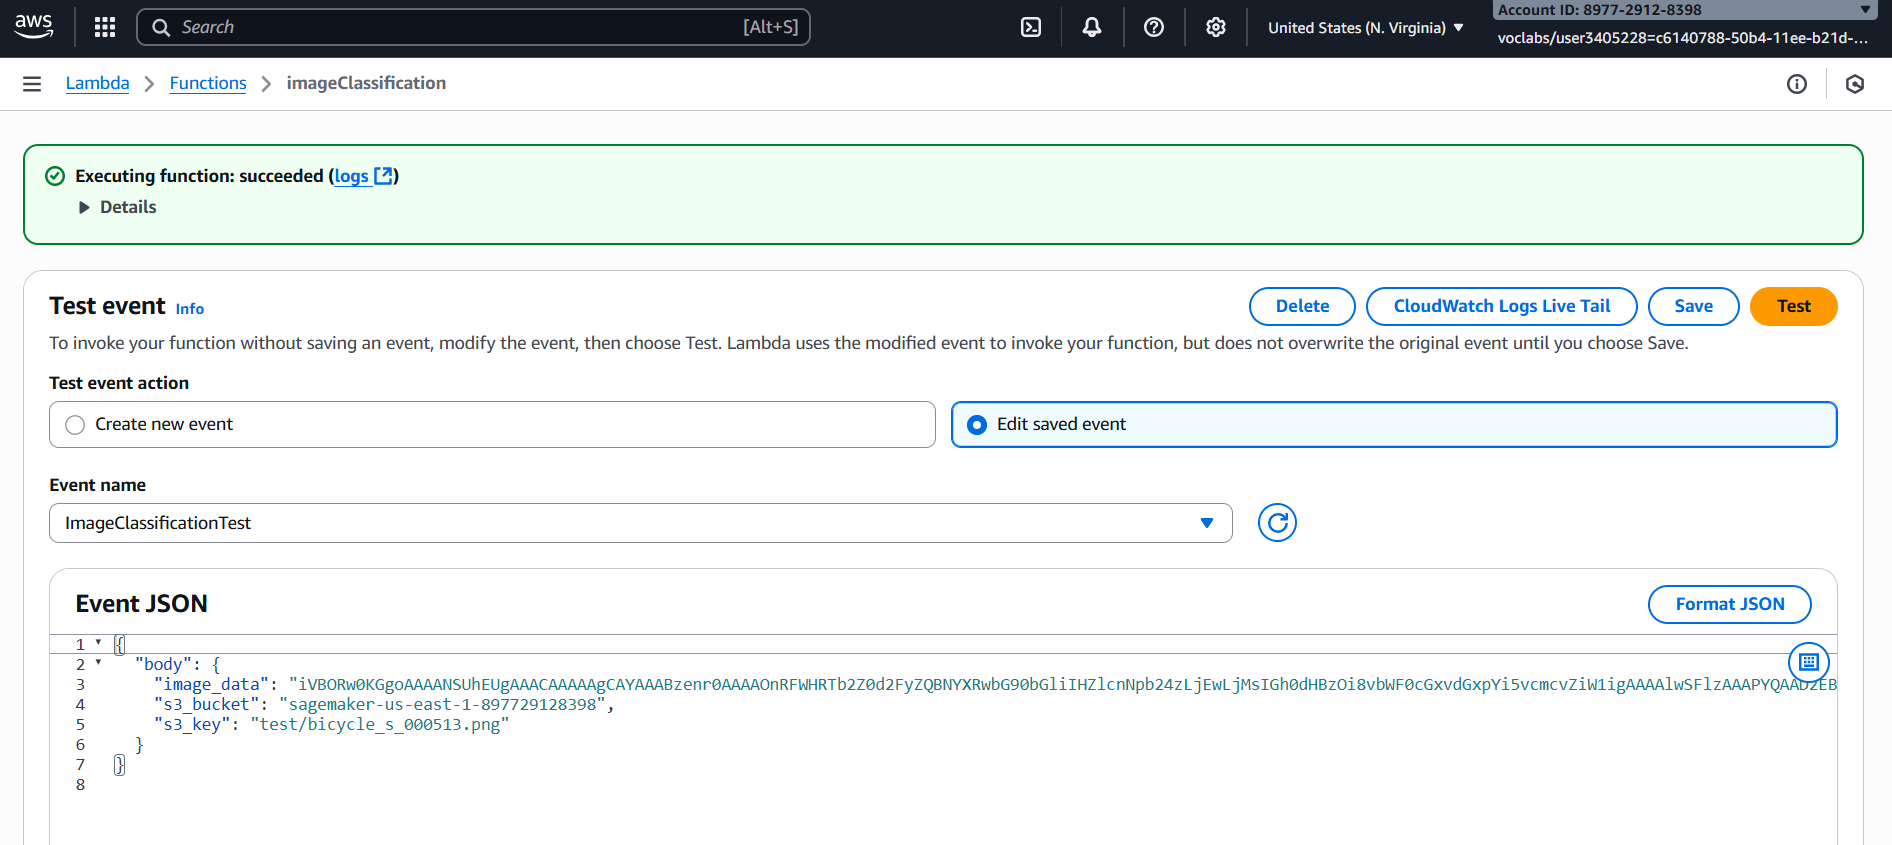 aws
Search [Alt+S]
United States (N. Virginia)
Account ID: 8977-2912-8398
voclabs/user3405228=c6140788-50b4-11ee-b21d-...
Lambda Functions imageClassification
Executing function: succeeded (logs)
Details
Test event Info
Delete CloudWatch Logs Live Tail Save Test
To invoke your function without saving an event, modify the event, then choose Test. Lambda uses the modified event to invoke your function, but does not overwrite the original event until you choose Save.
Test event action
Create new event Edit saved event
Event name
ImageClassificationTest
Event JSON
Format JSON
1 {
2 "body": {
3 "image_data": "iVBORw0KGgoAAAANSUhEUgAAACAAAAAgCAYAAABzenr0AAAAOnRFWHRTb2Z0d2FyZQBNYXRwbG90bGliIHZlcnNpb24zLjEwLjMsIGh0dHBzOi8vbWF0cGxvdGxpYi5vcmcvZiW1igAAAAlwSFlzAAAPYQAAD2EB
4 "s3_bucket": "sagemaker-us-east-1-897729128398",
5 "s3_key": "test/bicycle_s_000513.png"
6 }
7 }
8